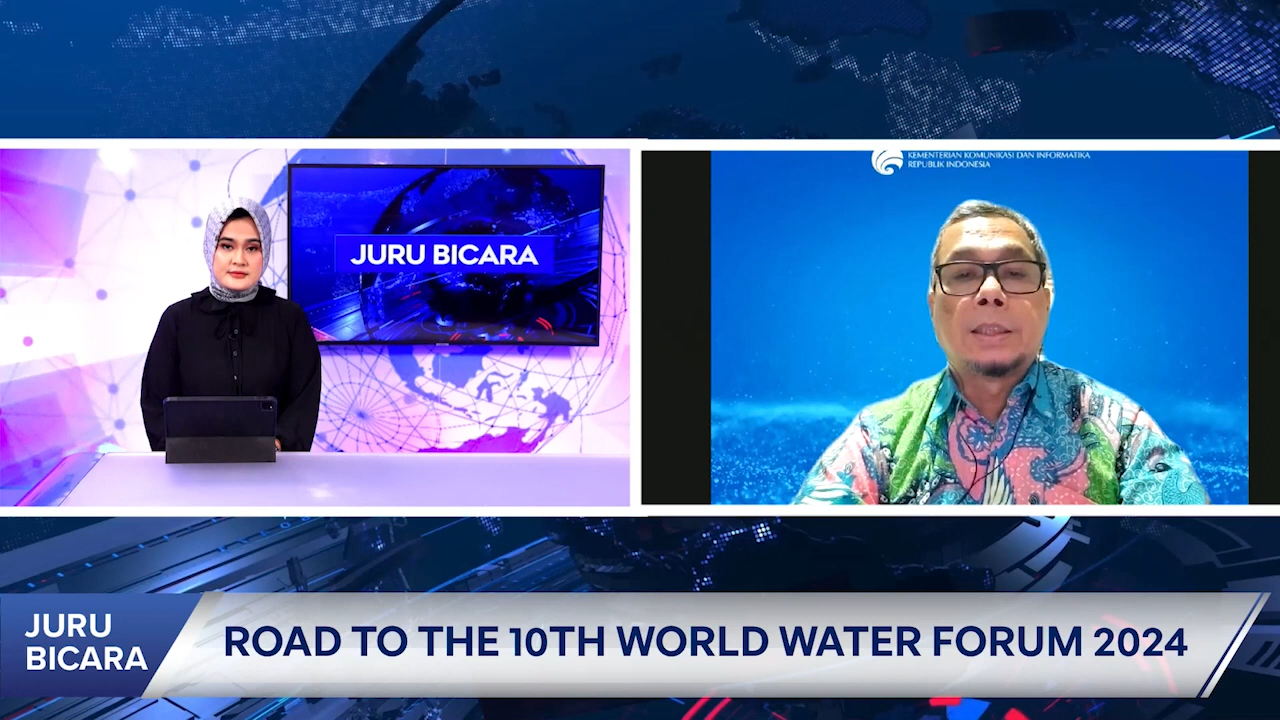 KEMENTERIAN KOMUNIKASI DAN INFORMATIKA
REPUBLIK INDONESIA
JURU BICARA
JURU
BICARA
ROAD TO THE 10TH WORLD WATER FORUM 2024